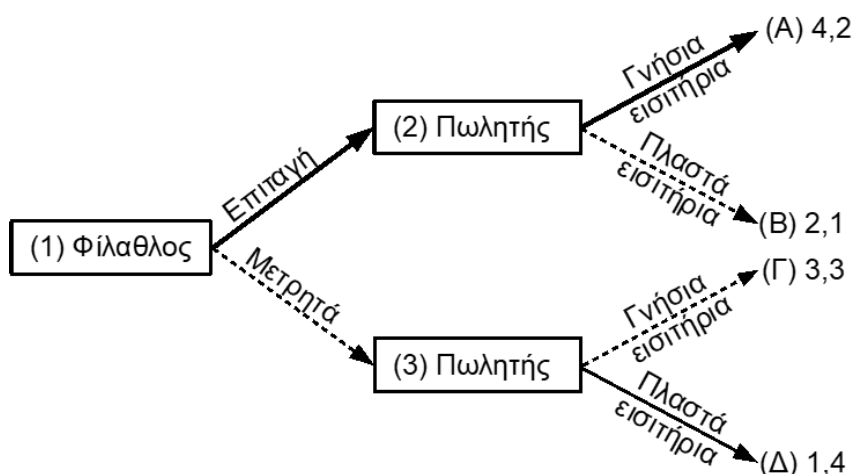 (1) Φίλαθλος
Επιταγή
Μετρητά
(2) Πωλητής
Γνήσια
εισιτήρια
(Α) 4,2
Πλαστά
εισιτήρια
(Β) 2,1
(3) Πωλητής
Γνήσια
εισιτήρια
(Γ) 3,3
Πλαστά
εισιτήρια
(Δ) 1,4